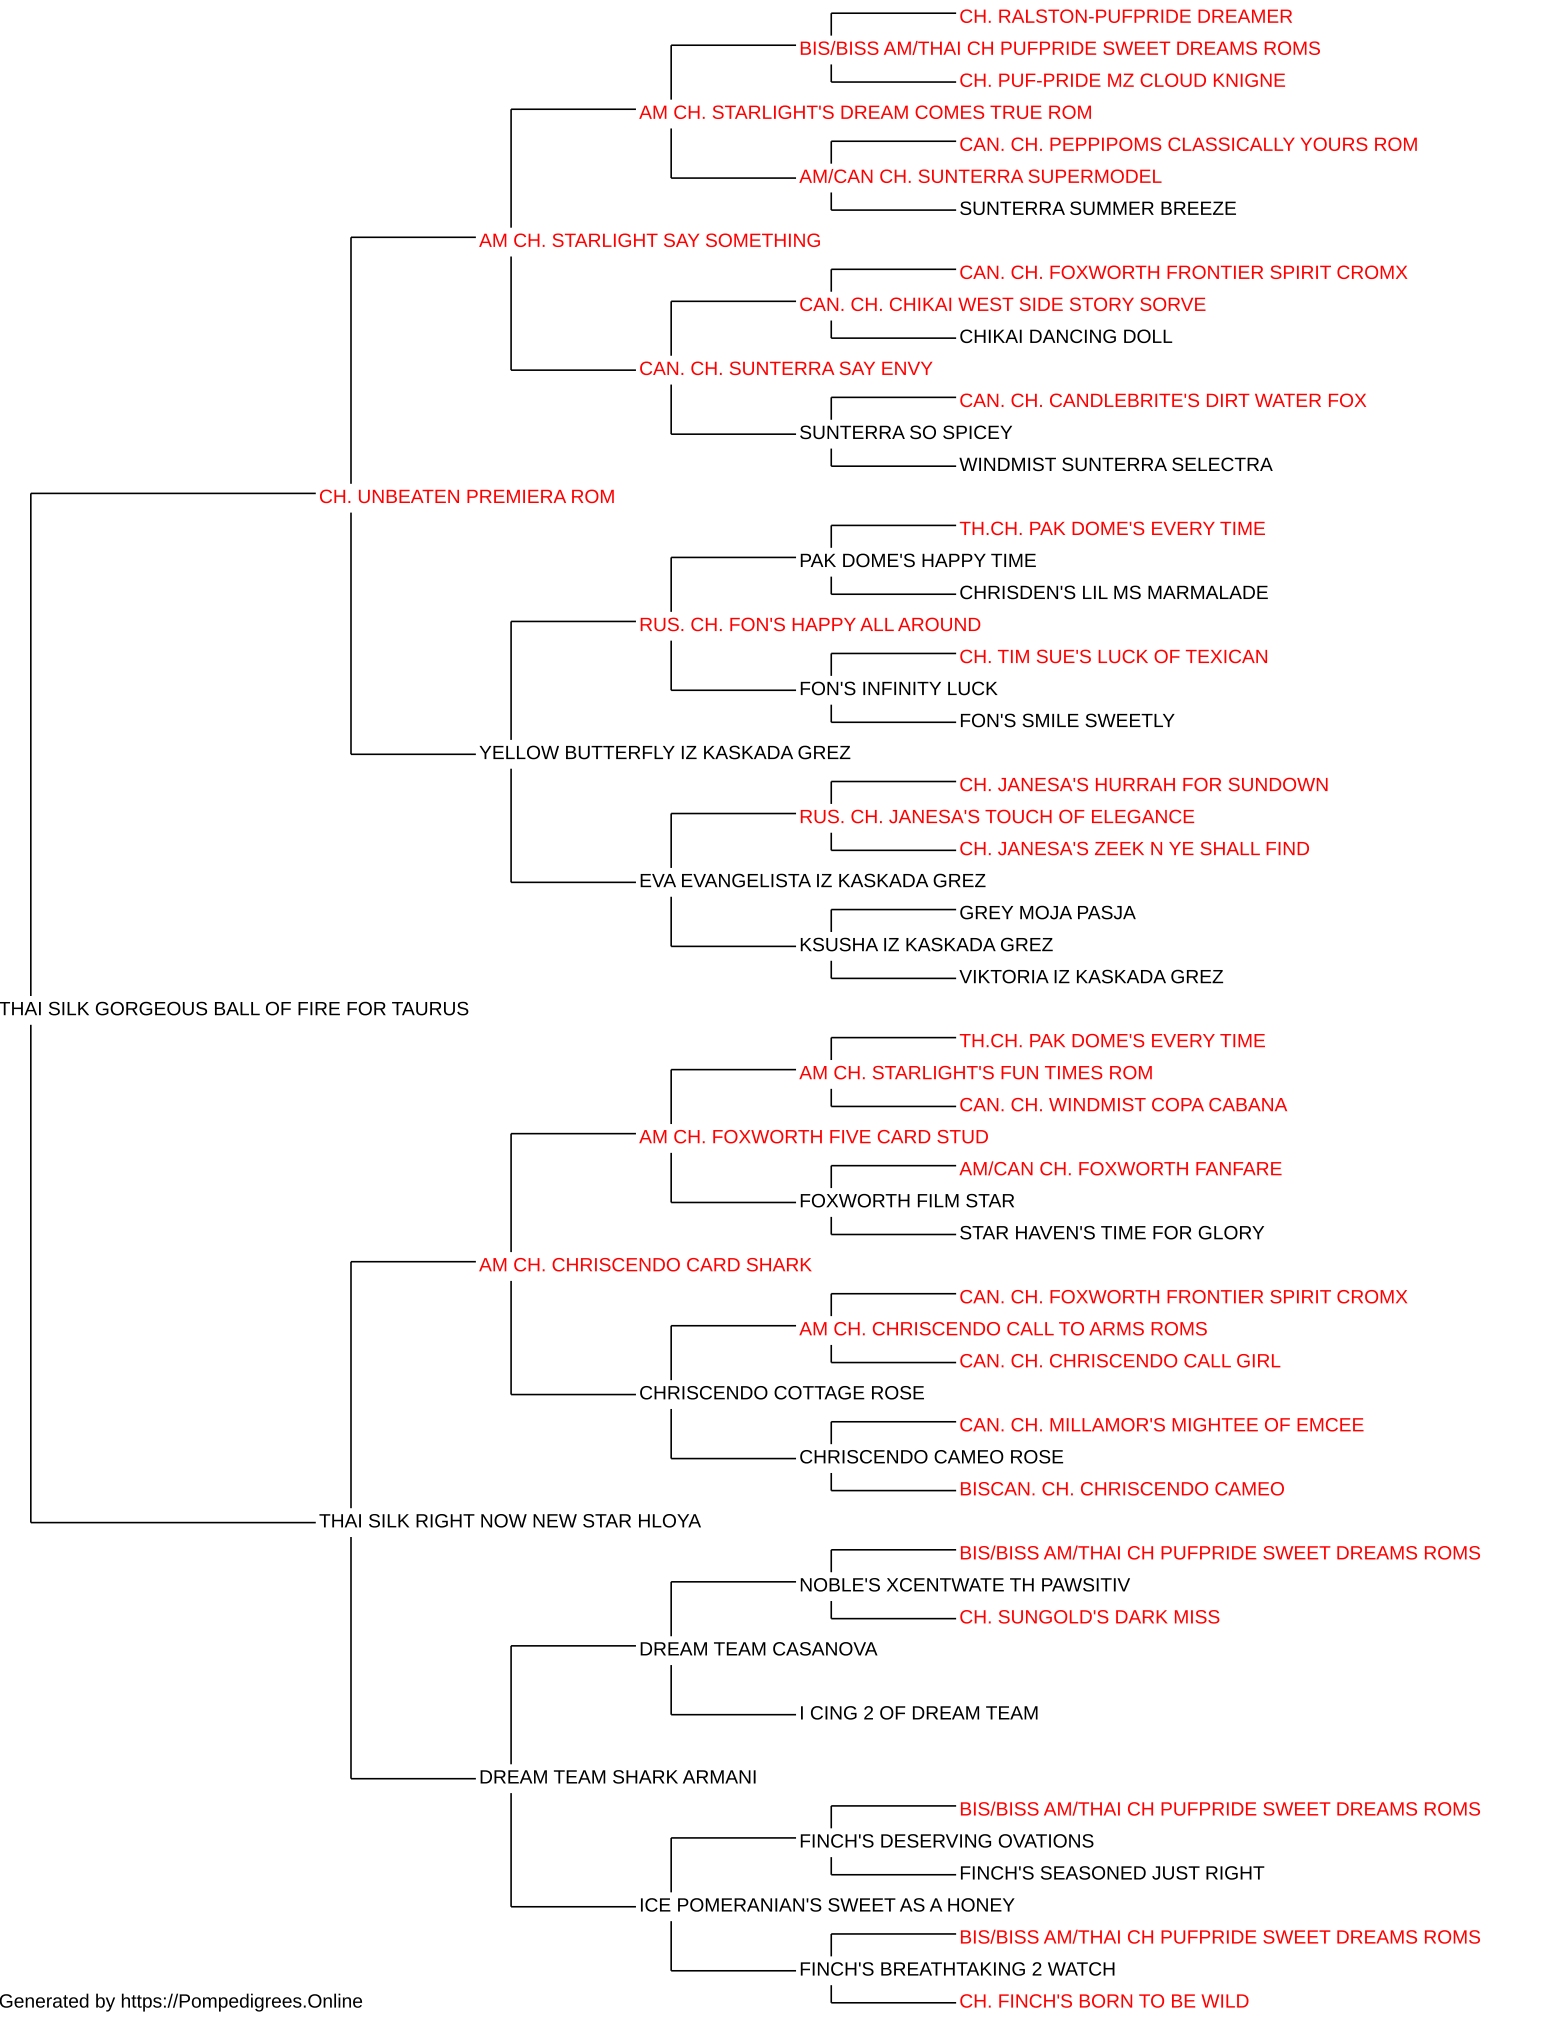 CH. RALSTON-PUFPRIDE DREAMER
BIS/BISS AM/THAI CH PUFPRIDE SWEET DREAMS ROMS
CH. PUF-PRIDE MZ CLOUD KNIGNE
AM CH. STARLIGHT'S DREAM COMES TRUE ROM
CAN. CH. PEPPIPOMS CLASSICALLY YOURS ROM
AM/CAN CH. SUNTERRA SUPERMODEL
SUNTERRA SUMMER BREEZE
AM CH. STARLIGHT SAY SOMETHING
CAN. CH. FOXWORTH FRONTIER SPIRIT CROMX
CAN. CH. CHIKAI WEST SIDE STORY SORVE
CHIKAI DANCING DOLL
CAN. CH. SUNTERRA SAY ENVY
CAN. CH. CANDLEBRITE'S DIRT WATER FOX
SUNTERRA SO SPICEY
WINDMIST SUNTERRA SELECTRA
CH. UNBEATEN PREMIERA ROM
TH.CH. PAK DOME'S EVERY TIME
PAK DOME'S HAPPY TIME
CHRISDEN'S LIL MS MARMALADE
RUS. CH. FON'S HAPPY ALL AROUND
CH. TIM SUE'S LUCK OF TEXICAN
FON'S INFINITY LUCK
FON'S SMILE SWEETLY
YELLOW BUTTERFLY IZ KASKADA GREZ
CH. JANESA'S HURRAH FOR SUNDOWN
RUS. CH. JANESA'S TOUCH OF ELEGANCE
CH. JANESA'S ZEEK N YE SHALL FIND
EVA EVANGELISTA IZ KASKADA GREZ
GREY MOJA PASJA
KSUSHA IZ KASKADA GREZ
VIKTORIA IZ KASKADA GREZ
THAI SILK GORGEOUS BALL OF FIRE FOR TAURUS
TH.CH. PAK DOME'S EVERY TIME
AM CH. STARLIGHT'S FUN TIMES ROM
CAN. CH. WINDMIST COPA CABANA
AM CH. FOXWORTH FIVE CARD STUD
AM/CAN CH. FOXWORTH FANFARE
FOXWORTH FILM STAR
STAR HAVEN'S TIME FOR GLORY
AM CH. CHRISCENDO CARD SHARK
CAN. CH. FOXWORTH FRONTIER SPIRIT CROMX
AM CH. CHRISCENDO CALL TO ARMS ROMS
CAN. CH. CHRISCENDO CALL GIRL
CHRISCENDO COTTAGE ROSE
CAN. CH. MILLAMOR'S MIGHTEE OF EMCEE
CHRISCENDO CAMEO ROSE
BISCAN. CH. CHRISCENDO CAMEO
THAI SILK RIGHT NOW NEW STAR HLOYA
BIS/BISS AM/THAI CH PUFPRIDE SWEET DREAMS ROMS
NOBLE'S XCENTWATE TH PAWSITIV
CH. SUNGOLD'S DARK MISS
DREAM TEAM CASANOVA
I CING 2 OF DREAM TEAM
DREAM TEAM SHARK ARMANI
BIS/BISS AM/THAI CH PUFPRIDE SWEET DREAMS ROMS
FINCH'S DESERVING OVATIONS
FINCH'S SEASONED JUST RIGHT
ICE POMERANIAN'S SWEET AS A HONEY
BIS/BISS AM/THAI CH PUFPRIDE SWEET DREAMS ROMS
FINCH'S BREATHTAKING 2 WATCH
CH. FINCH'S BORN TO BE WILD
Generated by https://Pompedigrees.Online